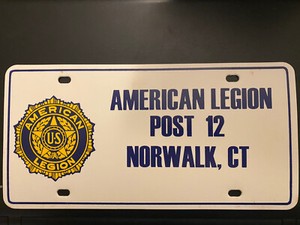 AMERICAN LEGION
POST 12
NORWALK, CT
AMERICAN
U.S
LEGION